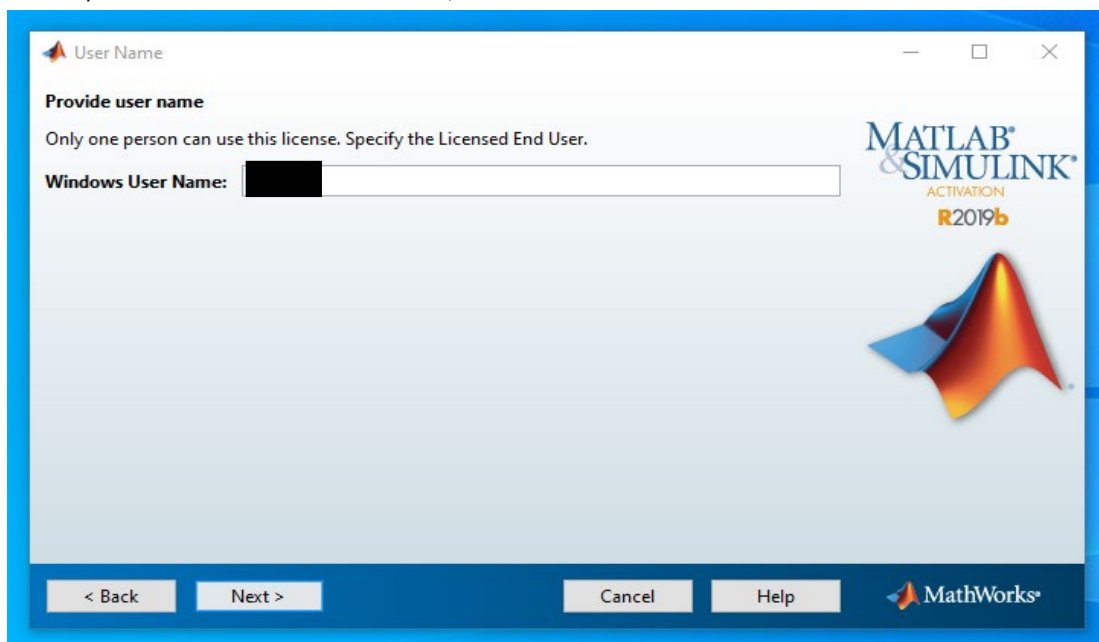 User Name
Provide user name
Only one person can use this license. Specify the Licensed End User.
Windows User Name:
MATLAB®
&SIMULINK®
ACTIVATION
R2019b
< Back
Next >
Cancel
Help
MathWorks®